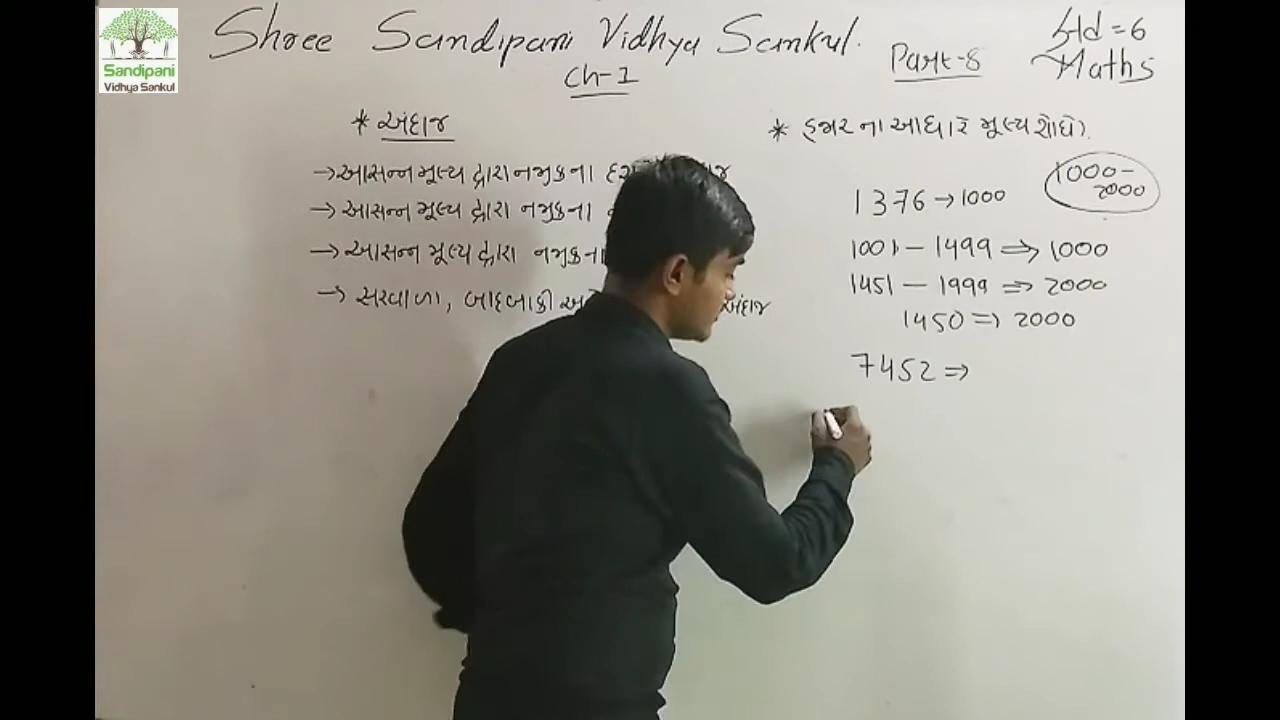 Sandipani
Vidhya Sankul
Shree Sandipani Vidhya Sankul.
Ch-1
Part-8
Std = 6
Maths
* અંદાજ
→ આસન્ન મૂલ્ય દ્વારા નજીકના
→ આસન્ન મૂલ્ય દ્વારા નજીકના
→ આસન્ન મૂલ્ય દ્વારા નજીકના
→ સરવાળા, બાદબાકી અંદાજ
* હજાર ના આધારે મૂલ્ય શોધો.
1000-
2000
1376 → 1000
1001 - 1499 ⇒ 1000
1451 - 1999 ⇒ 2000
1450 ⇒ 2000
7452 ⇒